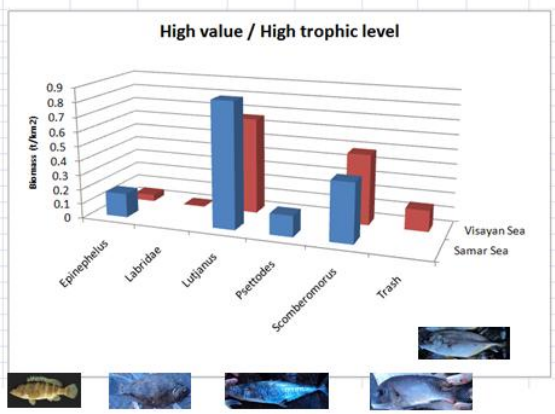 High value / High trophic level
Biomass (t/km2)
0.9
0.8
0.7
0.6
0.5
0.4
0.3
0.2
0.1
0
Epinephelus
Labridae
Lutjanus
Psettodes
Scomberomorus
Trash
Visayan Sea
Samar Sea